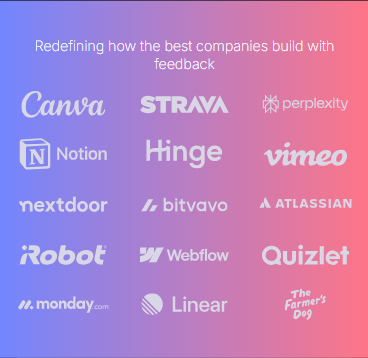 Redefining how the best companies build with
feedback
Canva STRAVA perplexity
Notion Hinge vimeo
nextdoor bitvavo ATLASSIAN
iRobot Webflow Quizlet
monday.com Linear The Farmer's Dog